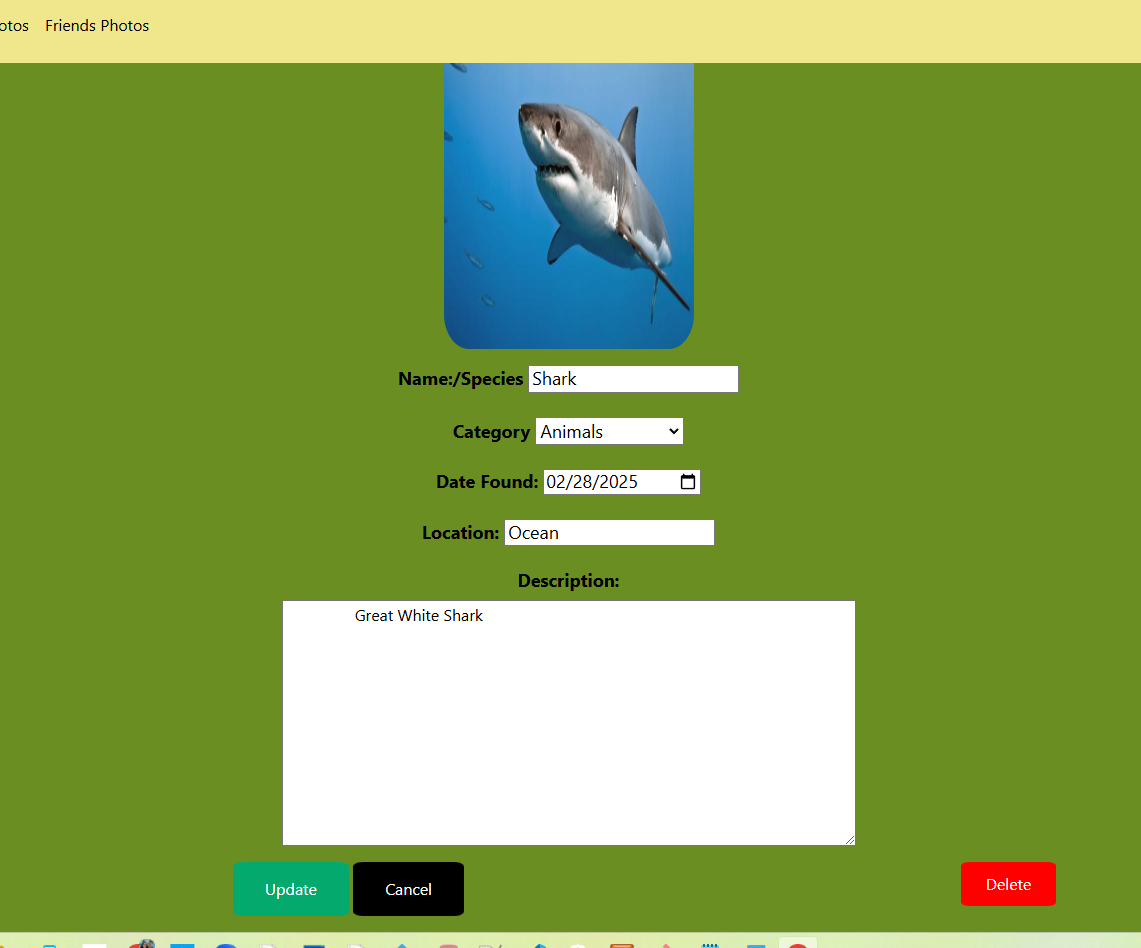 otos Friends Photos
Name:/Species Shark
Category Animals
Date Found: 02/28/2025
Location: Ocean
Description:
Great White Shark
Update Cancel Delete